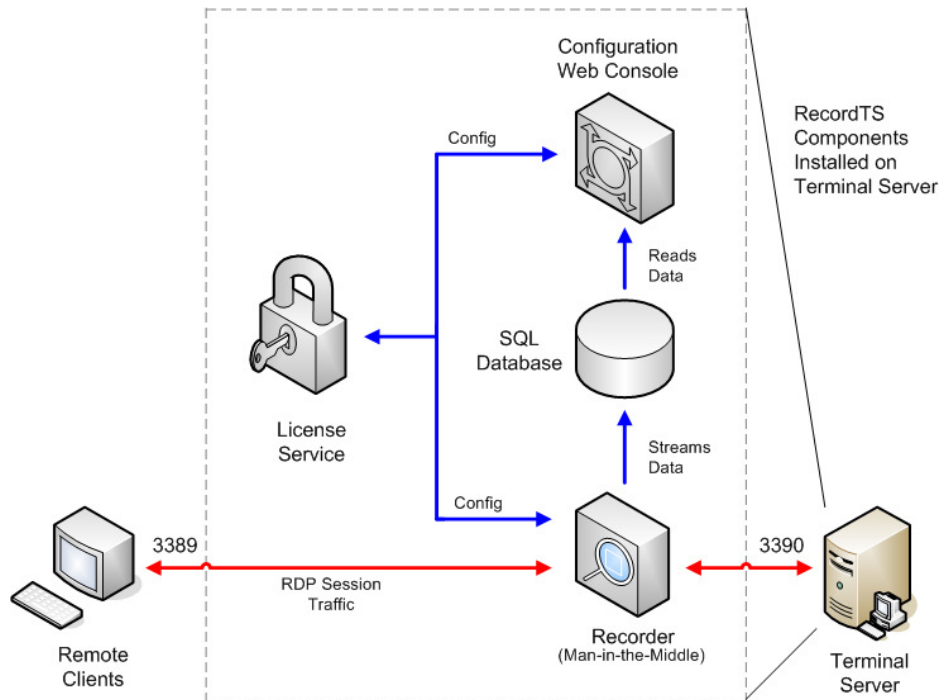 Configuration
Web Console
RecordTS
Components
Installed on
Terminal Server
Config
Reads
Data
SQL
Database
License
Service
Streams
Data
Config
3389
3390
RDP Session
Traffic
Recorder
(Man-in-the-Middle)
Remote
Clients
Terminal
Server